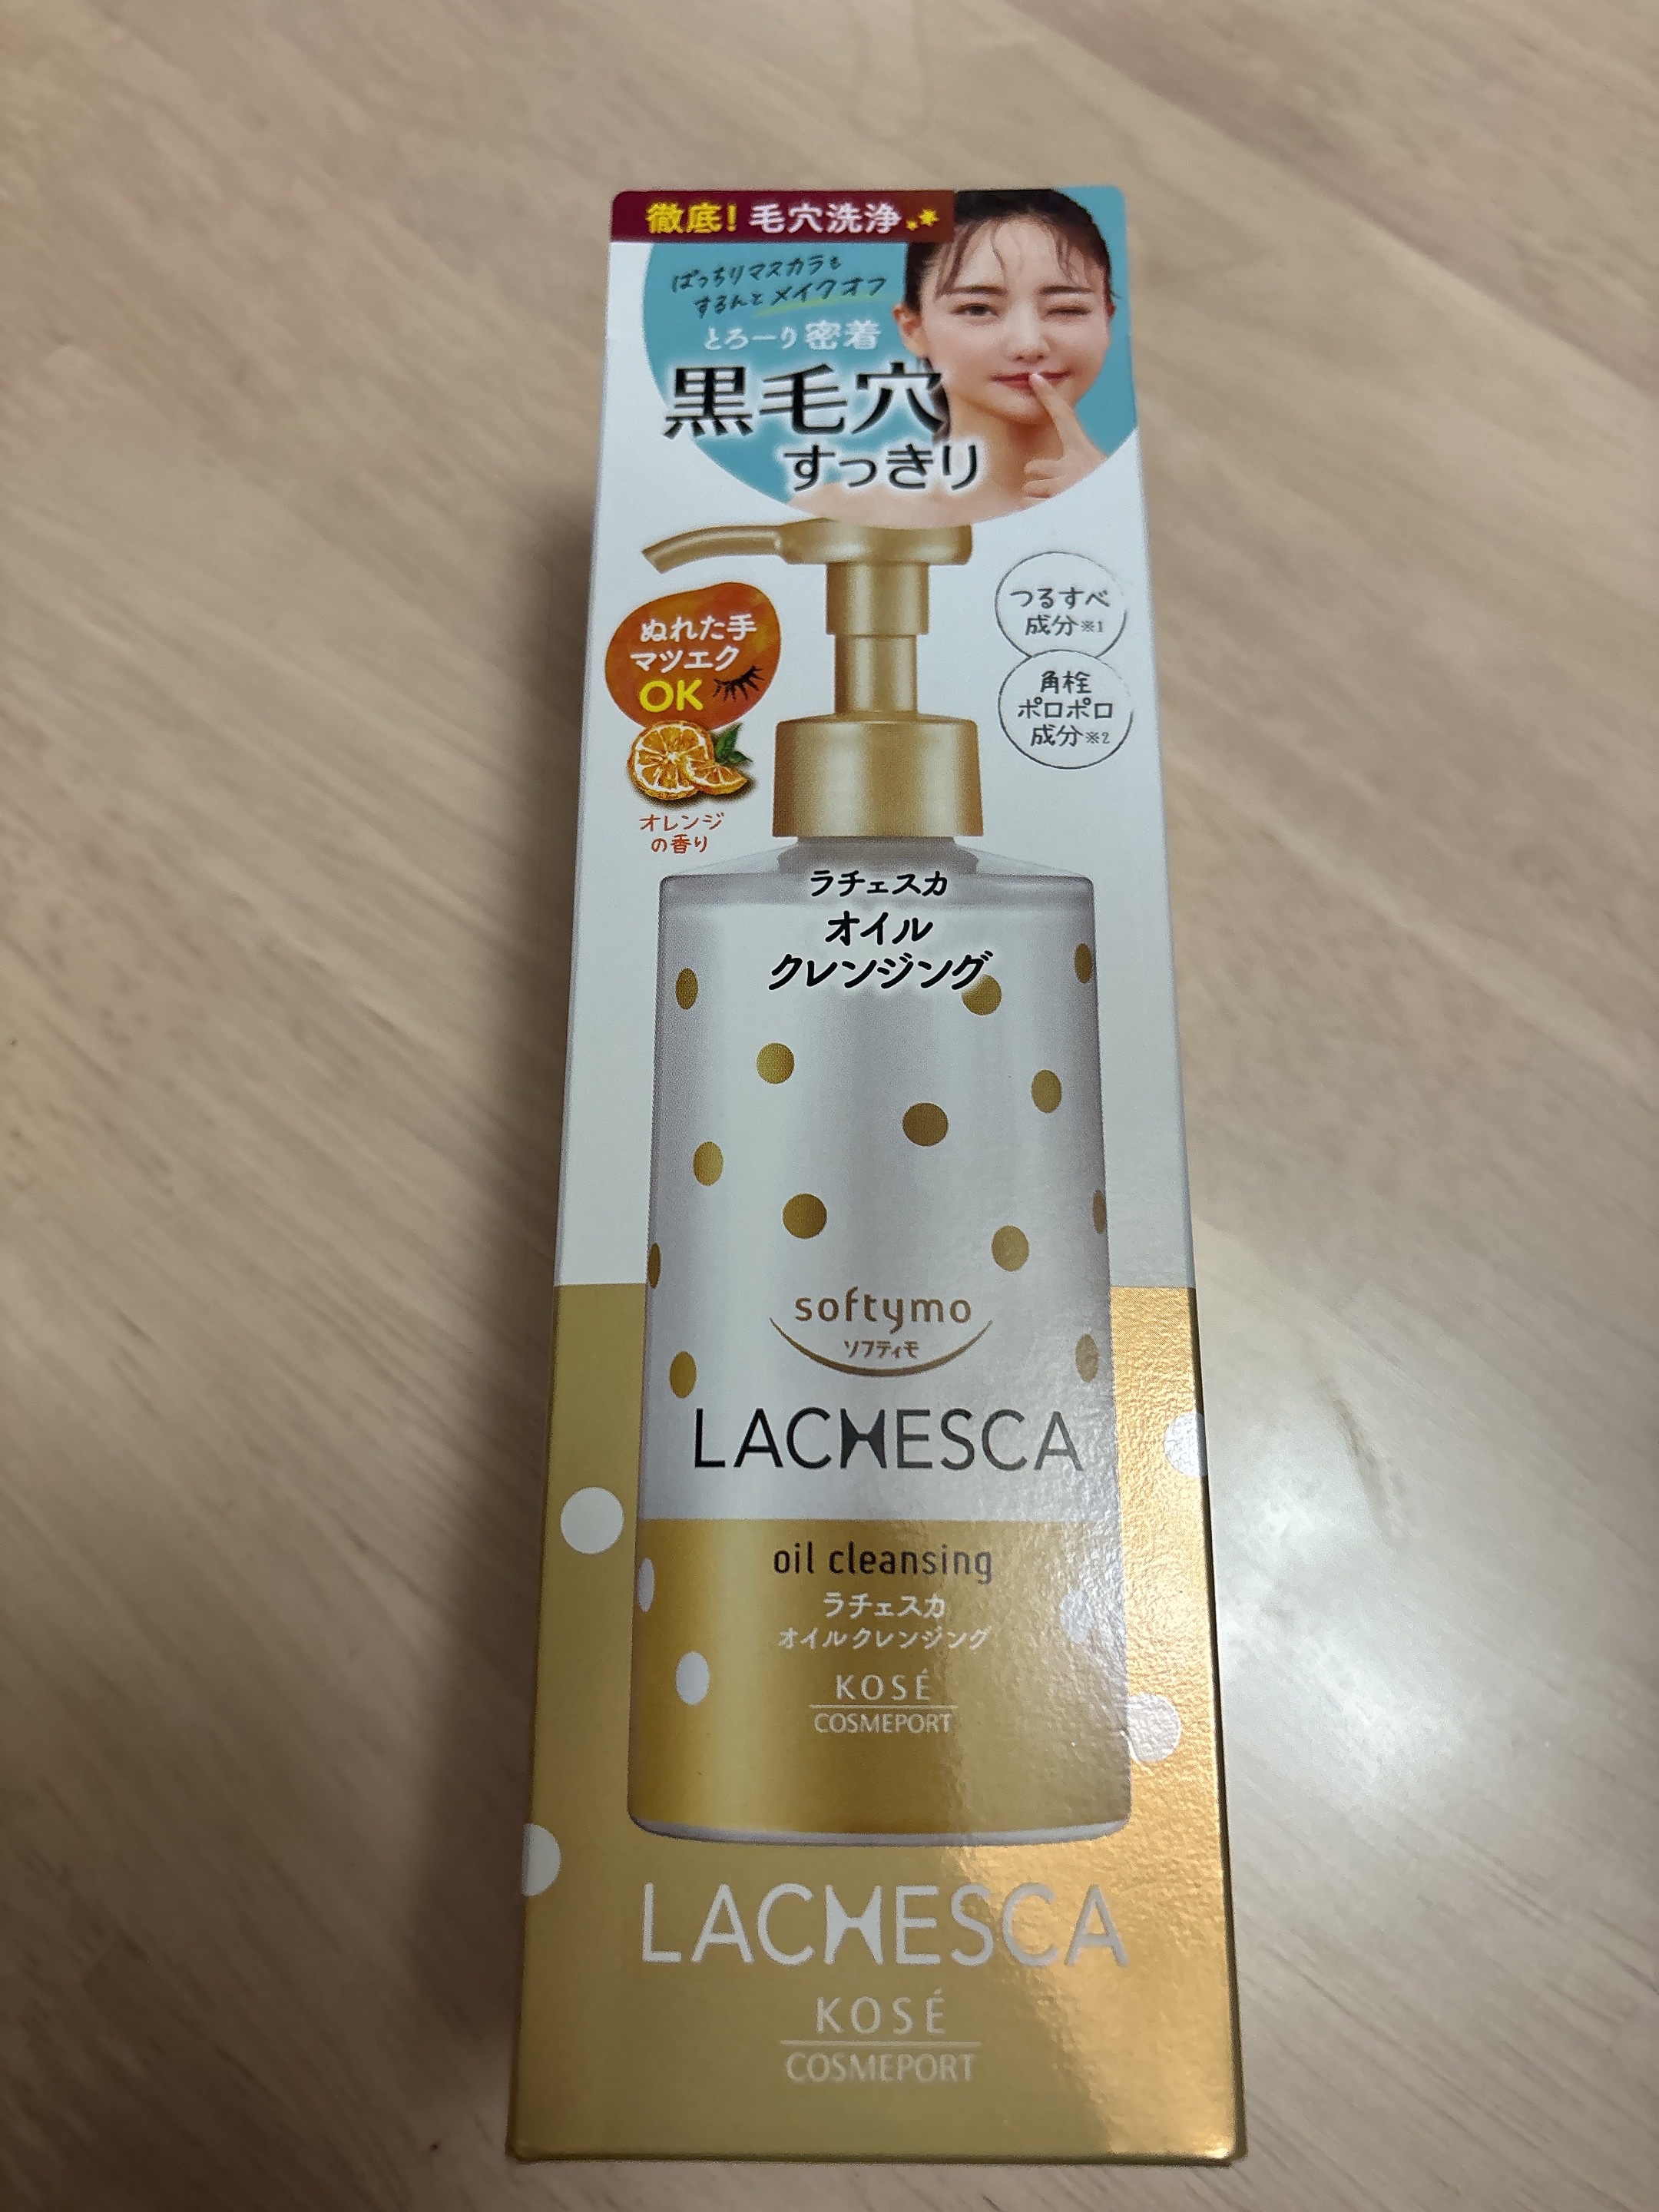 徹底！毛穴洗浄
ぱっちりマスカラも
するんとメイクオフ
とろーり密着
黒毛穴
すっきり
ぬれた手
マツエク
OK
オレンジ
の香り
つるすべ
成分※1
角栓
ポロポロ
成分※2
ラチェスカ
オイル
クレンジング
softymo
ソフティモ
LACHESCA
oil cleansing
ラチェスカ
オイルクレンジング
KOSÉ
COSMEPORT
LACHESCA
KOSÉ
COSMEPORT